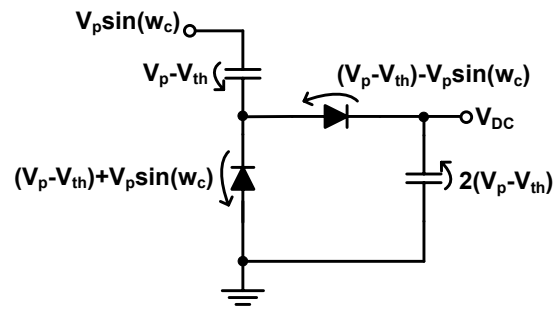 Vpsin(wc)
Vp-Vth
(Vp-Vth)-Vpsin(wc)
VDC
(Vp-Vth)+Vpsin(wc)
2(Vp-Vth)